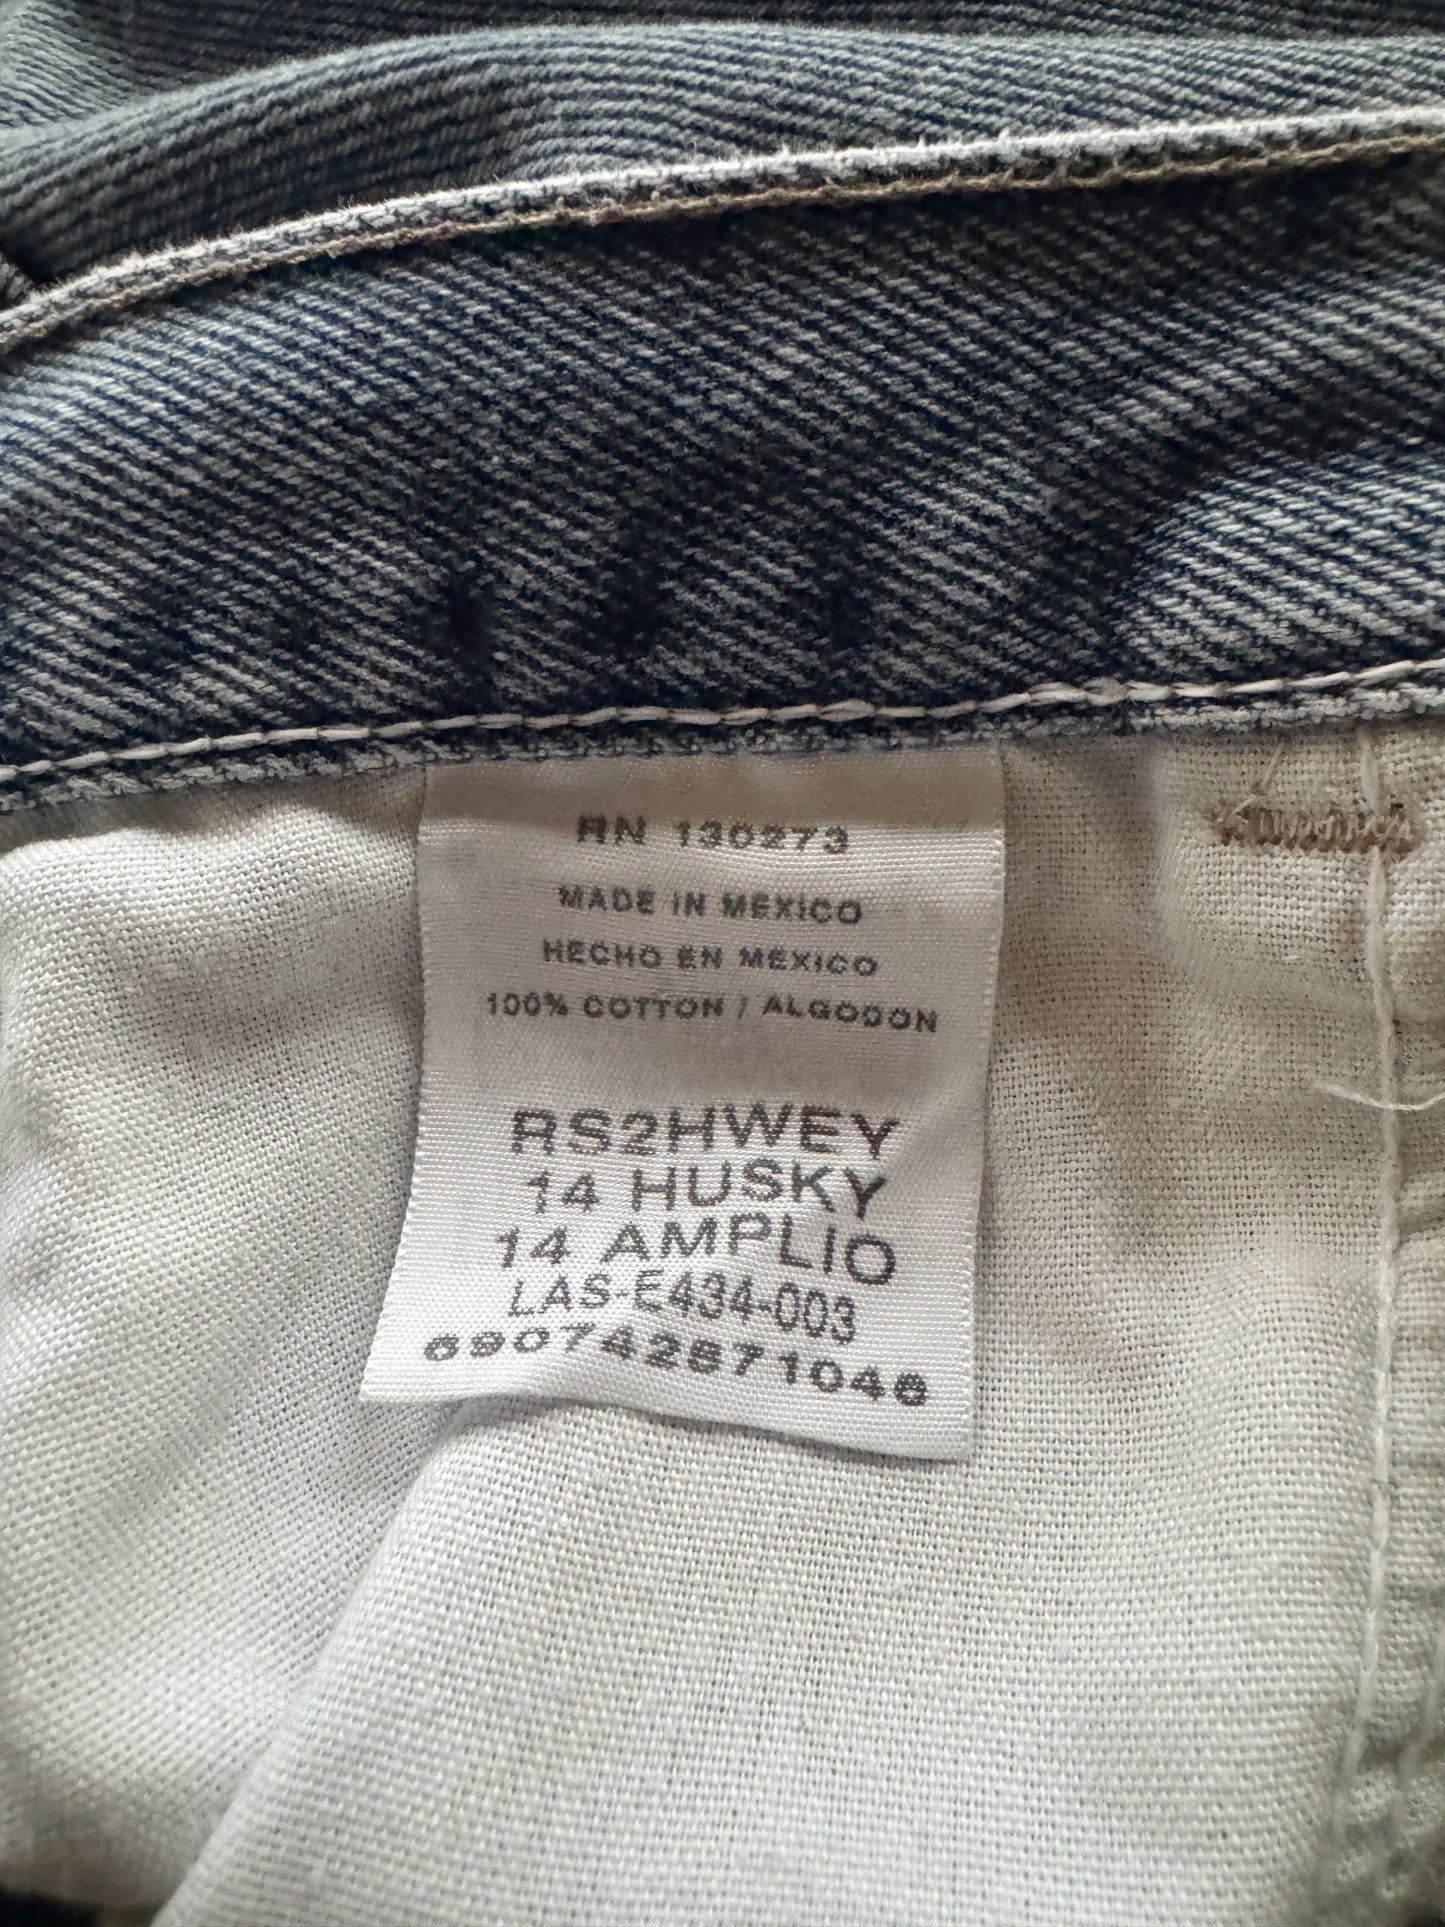 RN 130273
MADE IN MEXICO
HECHO EN MEXICO
100% COTTON / ALGODON
RS2HWEY
14 HUSKY
14 AMPLIO
LAS-E434-003
690742871046